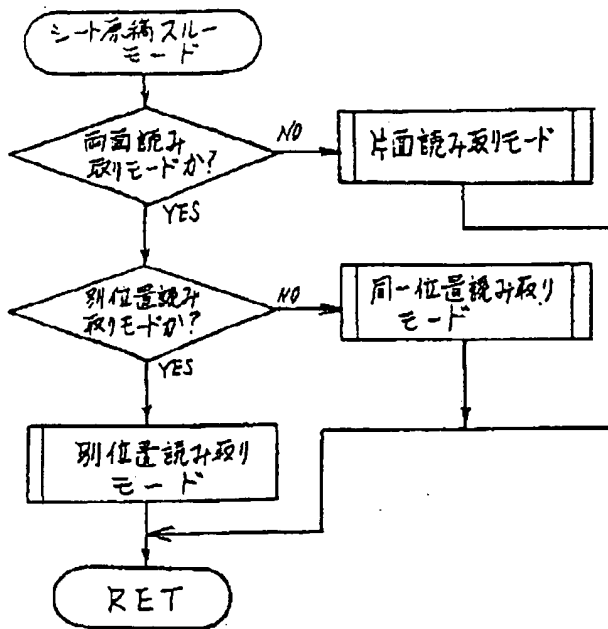 シート原稿スルー
モード
両面読み
取りモードか?
NO
片面読み取りモード
YES
別位置読み
取りモードか?
NO
同一位置読み取り
モード
YES
別位置読み取り
モード
RET